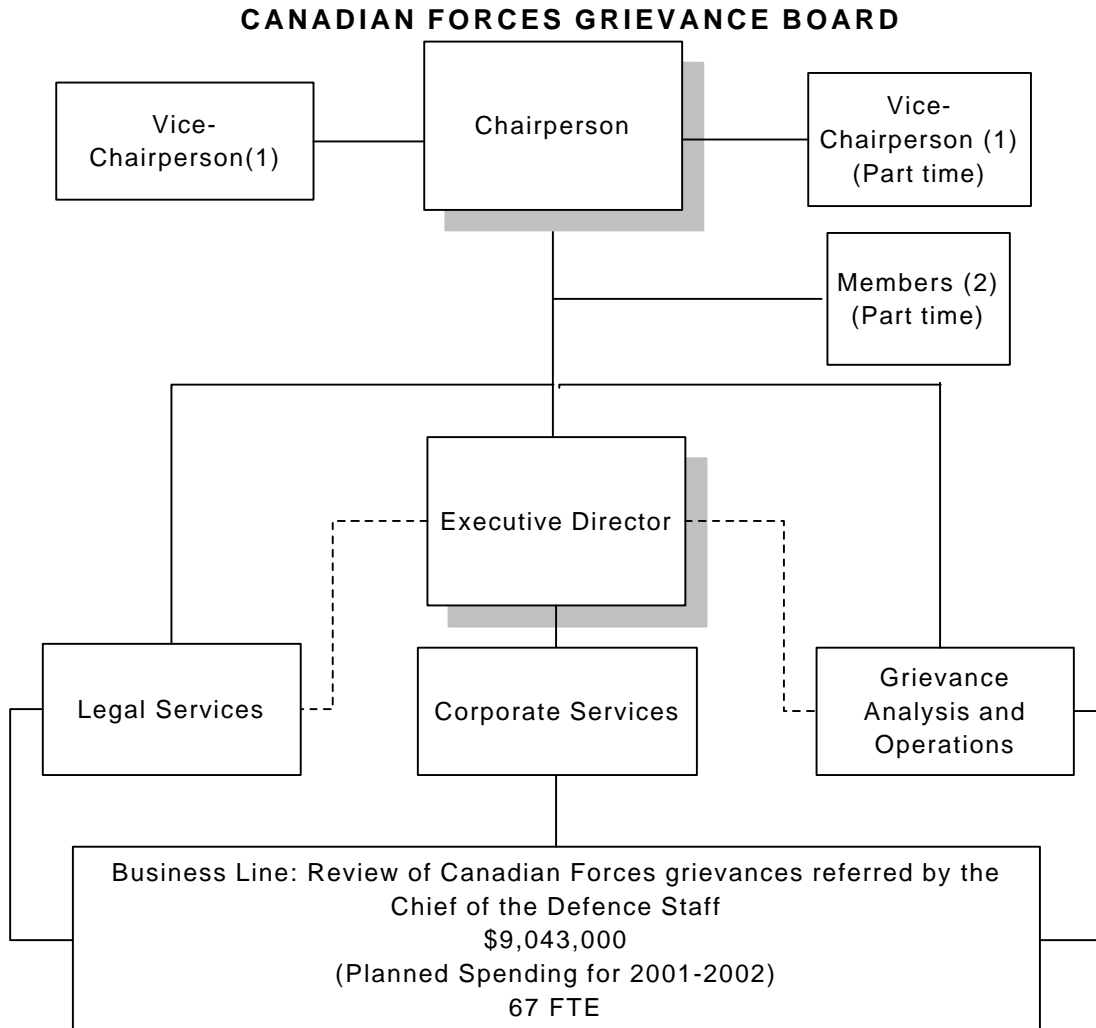 CANADIAN FORCES GRIEVANCE BOARD
Vice-
Chairperson(1)
Chairperson
Vice-
Chairperson (1)
(Part time)
Members (2)
(Part time)
Executive Director
Legal Services
Corporate Services
Grievance
Analysis and
Operations
Business Line: Review of Canadian Forces grievances referred by the
Chief of the Defence Staff
$9,043,000
(Planned Spending for 2001-2002)
67 FTE